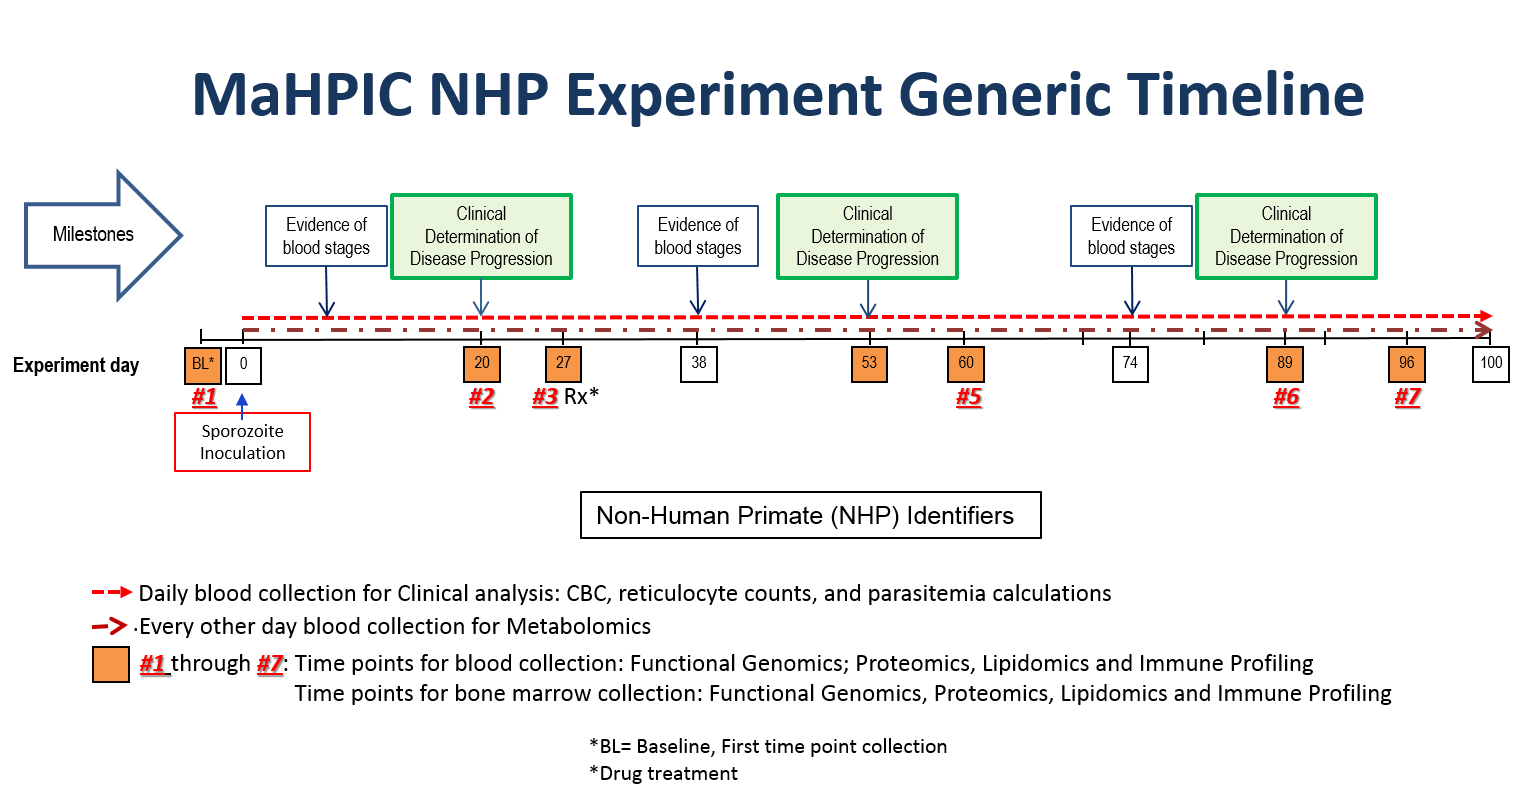 MaHPIC NHP Experiment Generic Timeline
Milestones
Evidence of
blood stages
Clinical
Determination of
Disease Progression
Evidence of
blood stages
Clinical
Determination of
Disease Progression
Evidence of
blood stages
Clinical
Determination of
Disease Progression
Experiment day
BL*
0
20
27
38
53
60
74
89
96
100
#1
#2
#3 Rx*
#5
#6
#7
Sporozoite
Inoculation
Non-Human Primate (NHP) Identifiers
Daily blood collection for Clinical analysis: CBC, reticulocyte counts, and parasitemia calculations
.Every other day blood collection for Metabolomics
#1 through #7: Time points for blood collection: Functional Genomics; Proteomics, Lipidomics and Immune Profiling
Time points for bone marrow collection: Functional Genomics, Proteomics, Lipidomics and Immune Profiling
*BL= Baseline, First time point collection
*Drug treatment